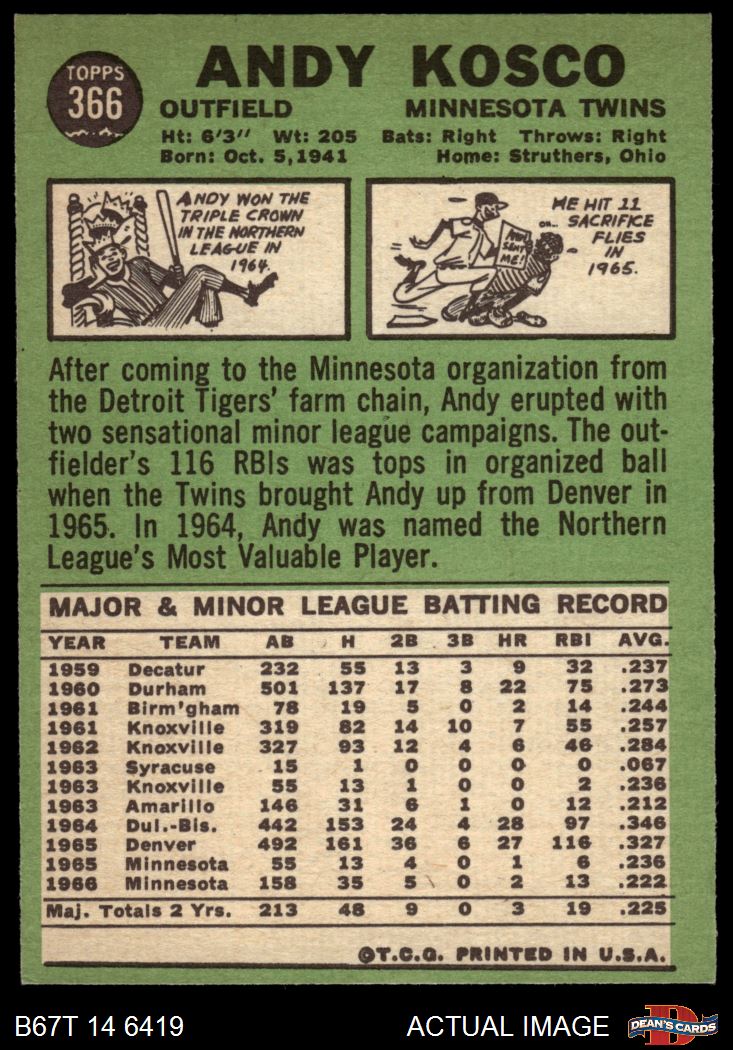 TOPPS
366
ANDY KOSCO
OUTFIELD MINNESOTA TWINS
Ht: 6'3" Wt: 205 Bats: Right Throws: Right
Born: Oct. 5, 1941 Home: Struthers, Ohio
ANDY WON THE
TRIPLE CROWN
IN THE NORTHERN
LEAGUE IN
1964.
HE HIT 11
SACRIFICE
FLIES
IN
1965.
OH...
ANDY
SENT
ME!
After coming to the Minnesota organization from
the Detroit Tigers' farm chain, Andy erupted with
two sensational minor league campaigns. The out-
fielder's 116 RBIs was tops in organized ball
when the Twins brought Andy up from Denver in
1965. In 1964, Andy was named the Northern
League's Most Valuable Player.
MAJOR & MINOR LEAGUE BATTING RECORD
YEAR TEAM AB H 2B 3B HR RBI AVG.
1959 Decatur 232 55 13 3 9 32 .237
1960 Durham 501 137 17 8 22 75 .273
1961 Birm'gham 78 19 5 0 2 14 .244
1961 Knoxville 319 82 14 10 7 55 .257
1962 Knoxville 327 93 12 4 6 46 .284
1963 Syracuse 15 1 0 0 0 0 .067
1963 Knoxville 55 13 1 0 0 2 .236
1963 Amarillo 146 31 6 1 0 12 .212
1964 Dul.-Bis. 442 153 24 4 28 97 .346
1965 Denver 492 161 36 6 27 116 .327
1965 Minnesota 55 13 4 0 1 6 .236
1966 Minnesota 158 35 5 0 2 13 .222
Maj. Totals 2 Yrs. 213 48 9 0 3 19 .225
©T.C.G. PRINTED IN U.S.A.
B67T 14 6419 ACTUAL IMAGE
D
DEAN'S CARDS